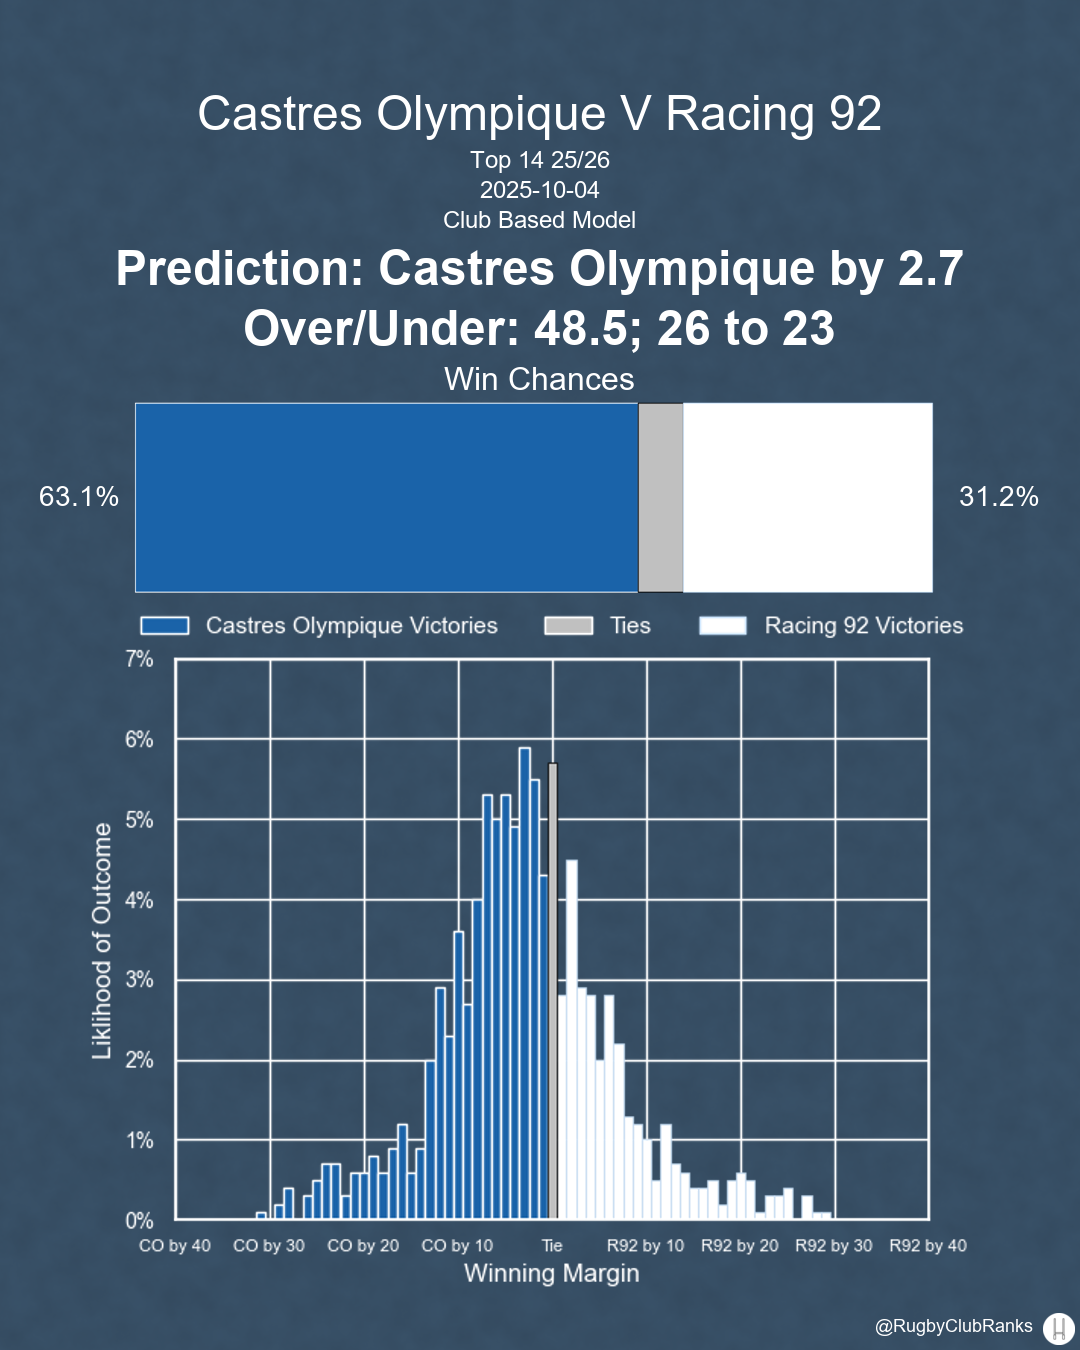 Castres Olympique V Racing 92
Top 14 25/26
2025-10-04
Club Based Model
Prediction: Castres Olympique by 2.7
Over/Under: 48.5; 26 to 23
Win Chances
63.1%
31.2%
Castres Olympique Victories
Ties
Racing 92 Victories
7%
6%
5%
4%
3%
2%
1%
0%
Liklihood of Outcome
CO by 40
CO by 30
CO by 20
CO by 10
Tie
R92 by 10
R92 by 20
R92 by 30
R92 by 40
Winning Margin
@RugbyClubRanks